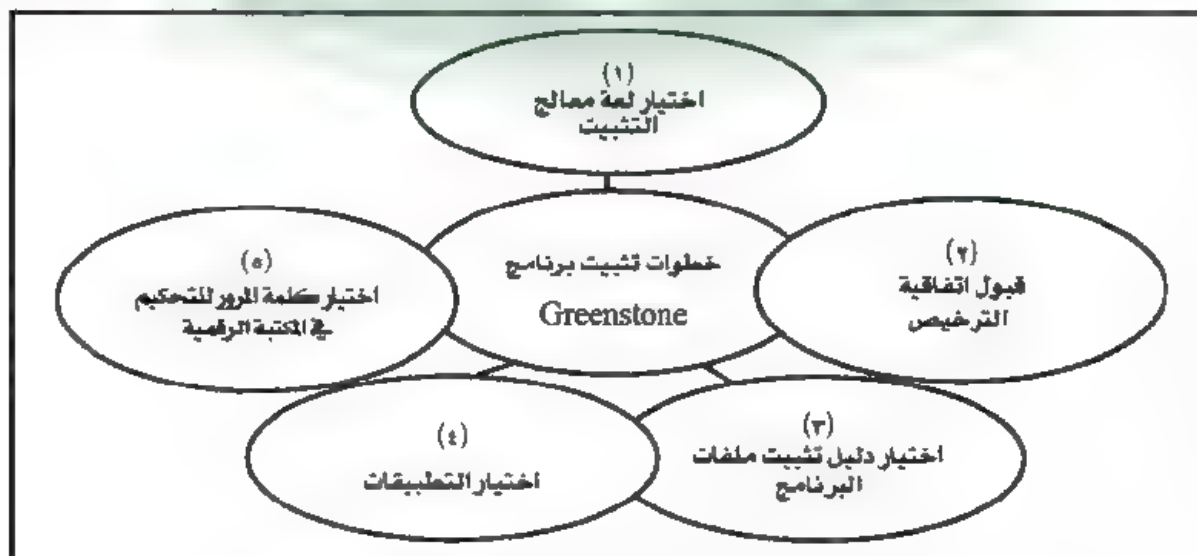 (١)
اختيار لغة معالج
التثبيت
خطوات تثبيت برنامج
Greenstone
(٢)
قبول اتفاقية
الترخيص
(٣)
اختيار دليل تثبيت ملفات
البرنامج
(٤)
اختيار التطبيقات
(٥)
اختيار كلمة المرور للتحكيم
في المكتبة الرقمية